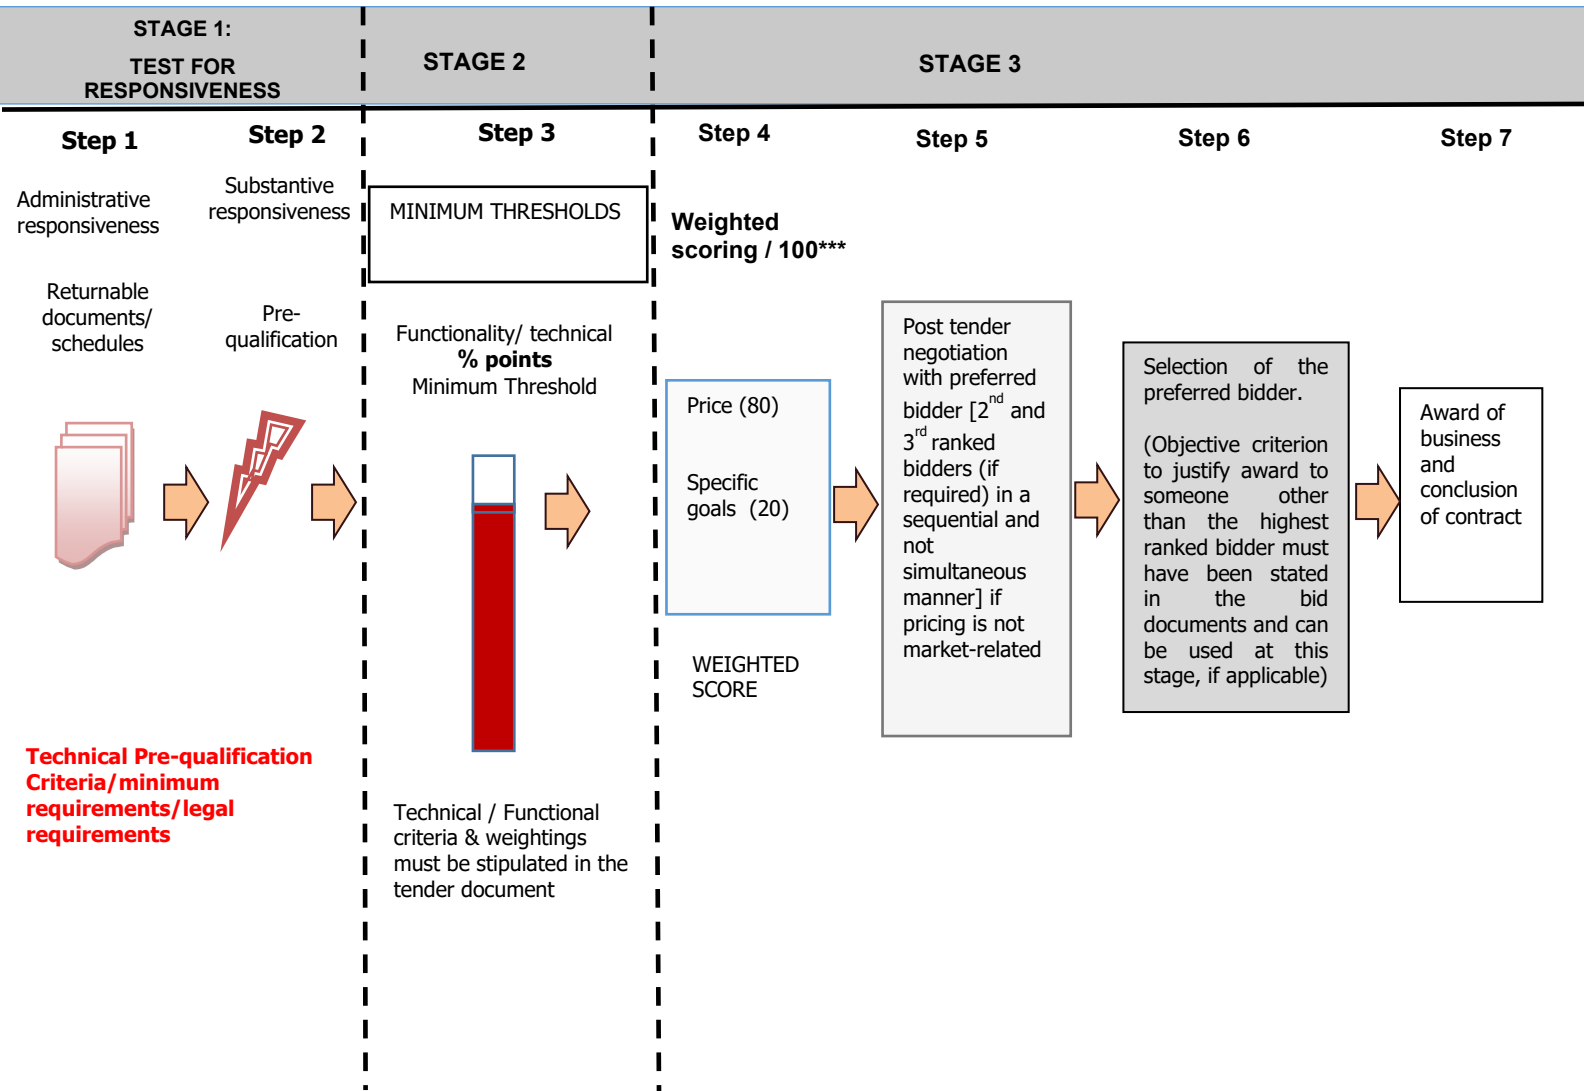 STAGE 1:
TEST FOR
RESPONSIVENESS
STAGE 2
STAGE 3
Step 1
Step 2
Step 3
Step 4
Step 5
Step 6
Step 7
Administrative
responsiveness
Returnable
documents/
schedules
Substantive
responsiveness
Pre-
qualification
Technical Pre-qualification
Criteria/minimum
requirements/legal
requirements
MINIMUM THRESHOLDS
Functionality/ technical
% points
Minimum Threshold
Technical / Functional
criteria & weightings
must be stipulated in the
tender document
Weighted
scoring / 100***
Price (80)
Specific
goals (20)
WEIGHTED
SCORE
Post tender
negotiation
with preferred
bidder [2nd and
3rd ranked
bidders (if
required) in a
sequential and
not
simultaneous
manner] if
pricing is not
market-related
Selection of the
preferred bidder.
(Objective criterion
to justify award to
someone other
than the highest
ranked bidder must
have been stated
in the bid
documents and can
be used at this
stage, if applicable)
Award of
business
and
conclusion
of contract